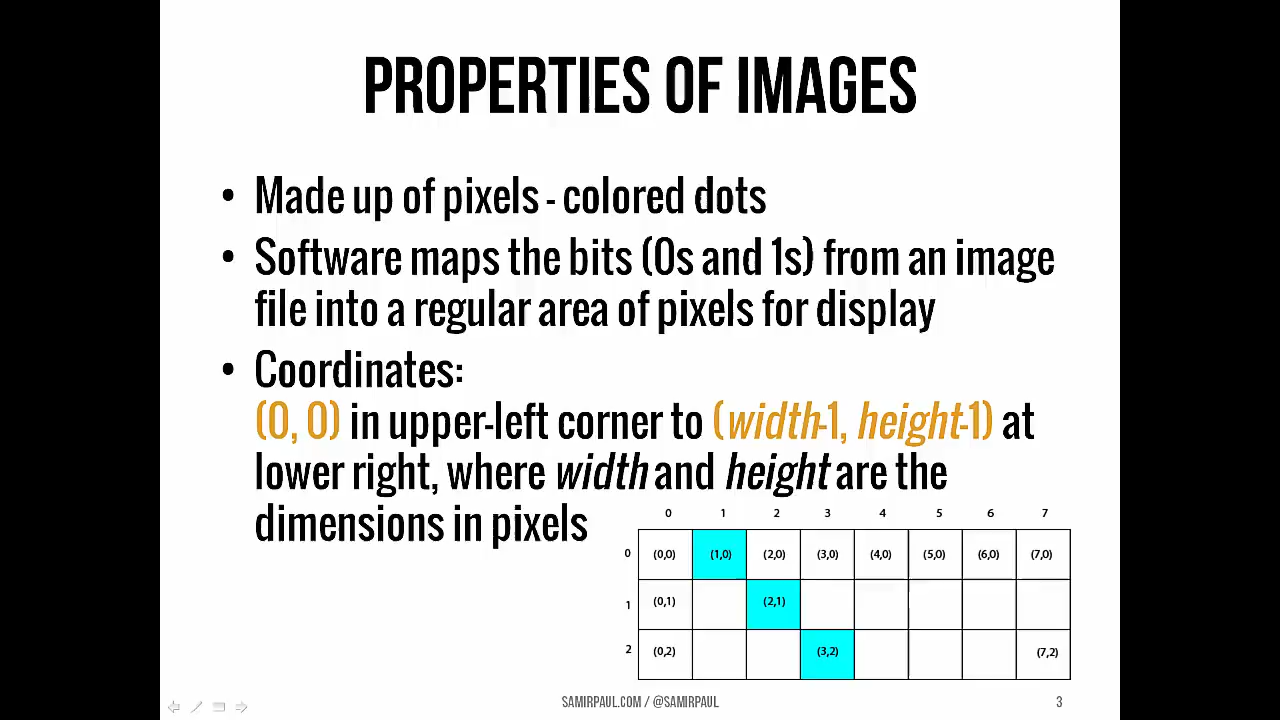 PROPERTIES OF IMAGES
• Made up of pixels - colored dots
• Software maps the bits (0s and 1s) from an image
file into a regular area of pixels for display
• Coordinates:
(0, 0) in upper-left corner to (width-1, height-1) at
lower right, where width and height are the
dimensions in pixels
0 1 2 3 4 5 6 7
0 (0,0) (1,0) (2,0) (3,0) (4,0) (5,0) (6,0) (7,0)
1 (0,1) (2,1)
2 (0,2) (3,2) (7,2)
SAMIRPAUL.COM / @SAMIRPAUL 3